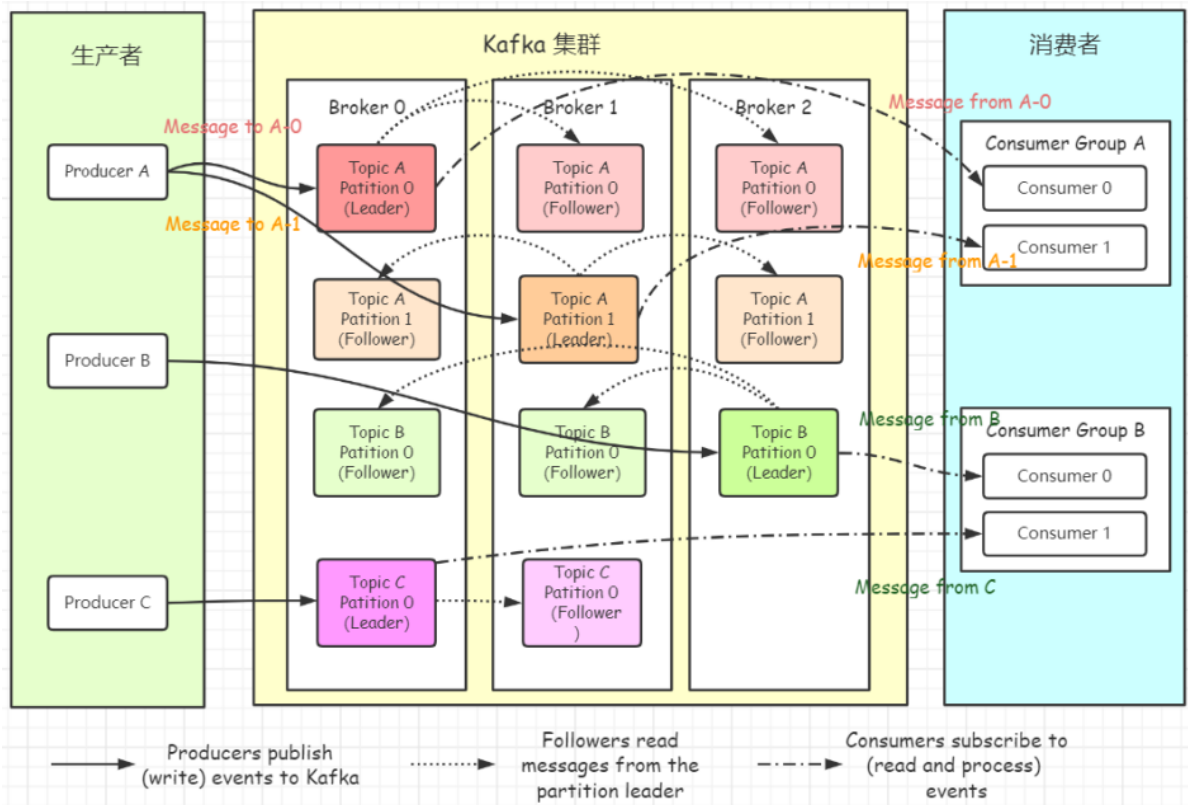 生产者
Kafka 集群
消费者
Broker 0
Broker 1
Broker 2
Message from A-0
Message to A-0
Consumer Group A
Producer A
Topic A
Patition 0
(Leader)
Topic A
Patition 0
(Follower)
Topic A
Patition 0
(Follower)
Consumer 0
Message to A-1
Consumer 1
Message from A-1
Topic A
Patition 1
(Follower)
Topic A
Patition 1
(Leader)
Topic A
Patition 1
(Follower)
Producer B
Message from B
Consumer Group B
Topic B
Patition 0
(Follower)
Topic B
Patition 0
(Follower)
Topic B
Patition 0
(Leader)
Consumer 0
Consumer 1
Message from C
Producer C
Topic C
Patition 0
(Leader)
Topic C
Patition 0
(Follower
)
Producers publish
(write) events to Kafka
Followers read
messages from the
partition leader
Consumers subscribe to
(read and process)
events